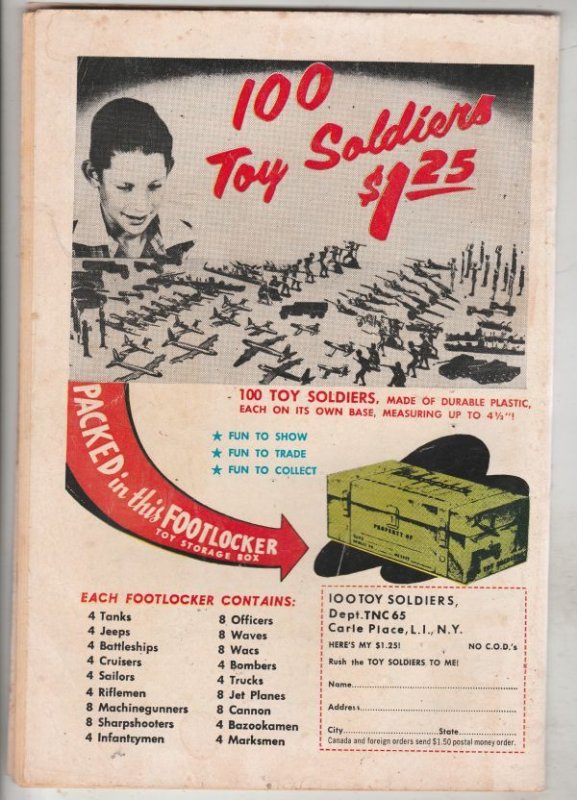 100
Toy Soldiers
$1.25
100 TOY SOLDIERS, MADE OF DURABLE PLASTIC,
EACH ON ITS OWN BASE, MEASURING UP TO 4½"!
★ FUN TO SHOW
★ FUN TO TRADE
★ FUN TO COLLECT
PACKED in this FOOTLOCKER
TOY STORAGE BOX
PROPERTY OF
EACH FOOTLOCKER CONTAINS:
4 Tanks
4 Jeeps
4 Battleships
4 Cruisers
4 Sailors
4 Riflemen
8 Machinegunners
8 Sharpshooters
4 Infantrymen
8 Officers
8 Waves
8 Wacs
4 Bombers
4 Trucks
8 Jet Planes
8 Cannon
4 Bazookamen
4 Marksmen
100 TOY SOLDIERS,
Dept. TNC 65
Carle Place, L.I., N.Y.
HERE'S MY $1.25! NO C.O.D.'s
Rush the TOY SOLDIERS TO ME!
Name
Address
City State
Canada and foreign orders send $1.50 postal money order.